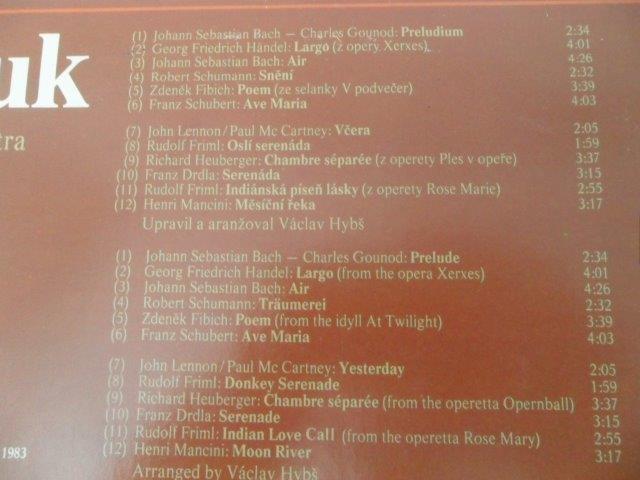 uk
tra
(1) Johann Sebastian Bach – Charles Gounod: Preludium 2:34
(2) Georg Friedrich Händel: Largo (z opery Xerxes) 4:01
(3) Johann Sebastian Bach: Air 4:26
(4) Robert Schumann: Snění 2:32
(5) Zdeněk Fibich: Poem (ze selanky V podvečer) 3:39
(6) Franz Schubert: Ave Maria 4:03
(7) John Lennon/Paul Mc Cartney: Včera 2:05
(8) Rudolf Friml: Oslí serenáda 1:59
(9) Richard Heuberger: Chambre séparée (z operety Ples v opeře) 3:37
(10) Franz Drdla: Serenáda 3:15
(11) Rudolf Friml: Indiánská píseň lásky (z operety Rose Marie) 2:55
(12) Henri Mancini: Měsíční řeka 3:17
Upravil a aranžoval Václav Hybš
(1) Johann Sebastian Bach – Charles Gounod: Prelude 2:34
(2) Georg Friedrich Handel: Largo (from the opera Xerxes) 4:01
(3) Johann Sebastian Bach: Air 4:26
(4) Robert Schumann: Träumerei 2:32
(5) Zdeněk Fibich: Poem (from the idyll At Twilight) 3:39
(6) Franz Schubert: Ave Maria 4:03
(7) John Lennon/Paul Mc Cartney: Yesterday 2:05
(8) Rudolf Friml: Donkey Serenade 1:59
(9) Richard Heuberger: Chambre séparée (from the operetta Opernball) 3:37
(10) Franz Drdla: Serenade 3:15
(11) Rudolf Friml: Indian Love Call (from the operetta Rose Mary) 2:55
(12) Henri Mancini: Moon River 3:17
1983
Arranged by Václav Hybš